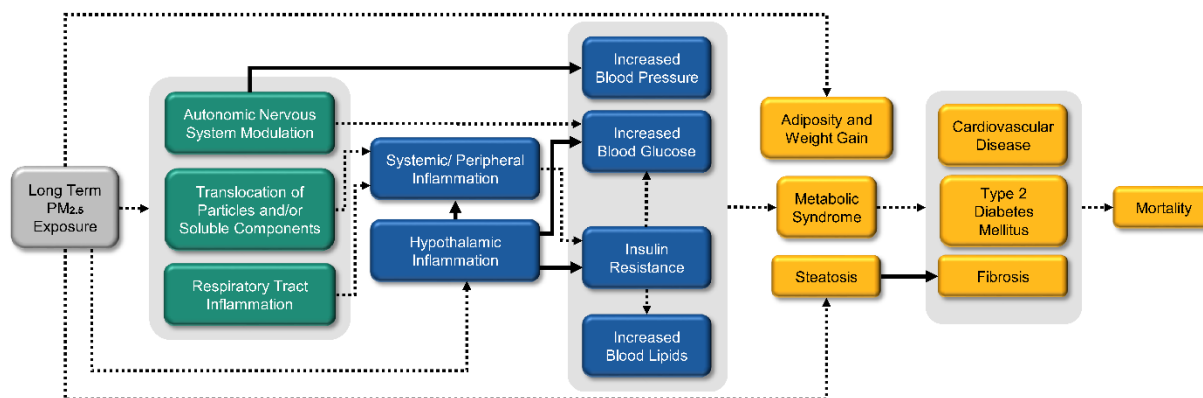 Long Term
PM2.5
Exposure
Autonomic Nervous
System Modulation
Translocation of
Particles and/or
Soluble Components
Respiratory Tract
Inflammation
Systemic/ Peripheral
Inflammation
Hypothalamic
Inflammation
Increased
Blood Pressure
Increased
Blood Glucose
Insulin
Resistance
Increased
Blood Lipids
Adiposity and
Weight Gain
Metabolic
Syndrome
Steatosis
Cardiovascular
Disease
Type 2
Diabetes
Mellitus
Fibrosis
Mortality